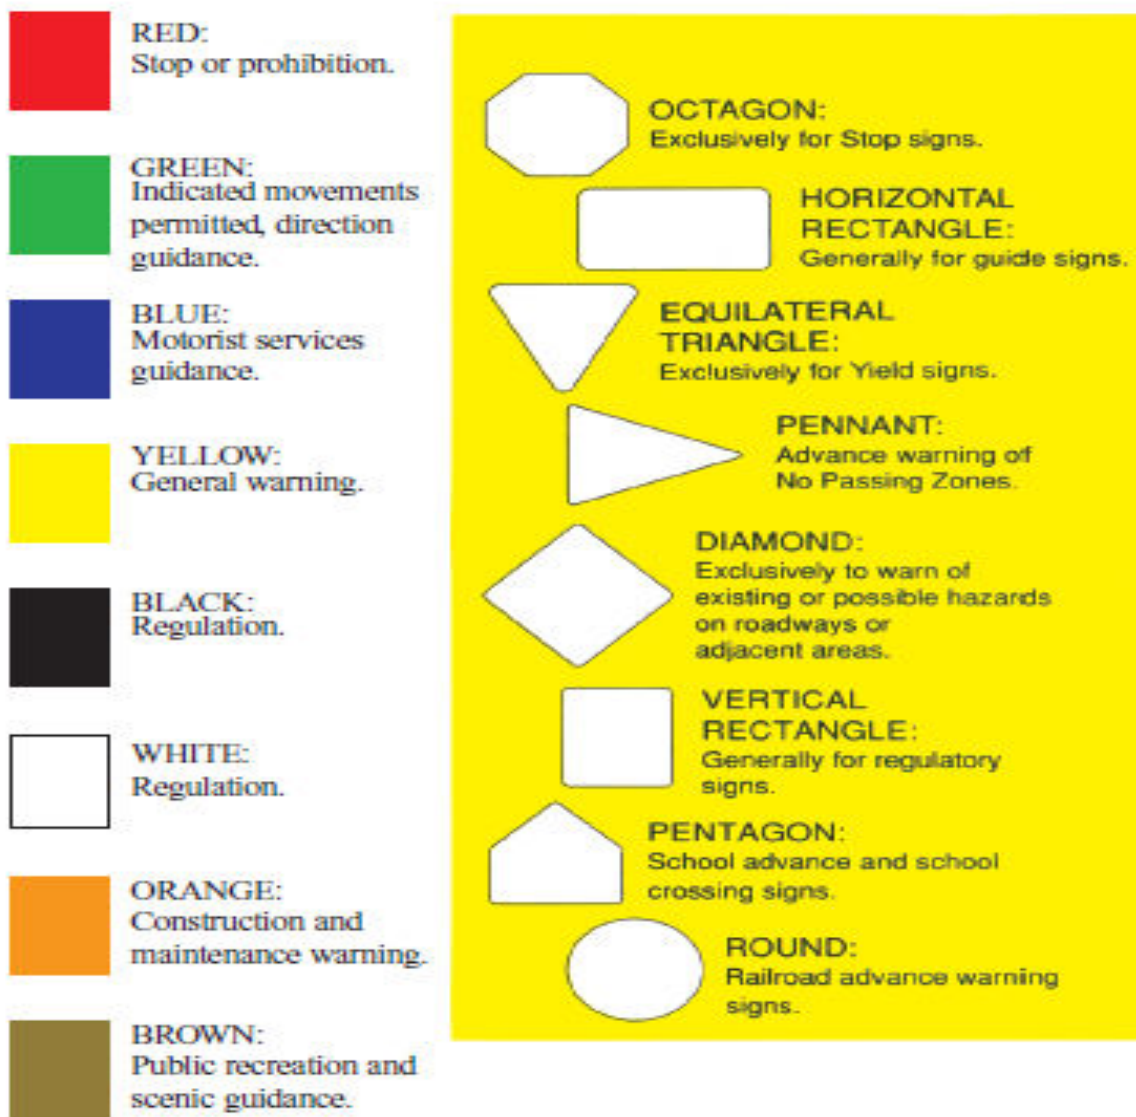 RED:
Stop or prohibition.
GREEN:
Indicated movements
permitted, direction
guidance.
BLUE:
Motorist services
guidance.
YELLOW:
General warning.
BLACK:
Regulation.
WHITE:
Regulation.
ORANGE:
Construction and
maintenance warning.
BROWN:
Public recreation and
scenic guidance.
OCTAGON:
Exclusively for Stop signs.
HORIZONTAL
RECTANGLE:
Generally for guide signs.
EQUILATERAL
TRIANGLE:
Exclusively for Yield signs.
PENNANT:
Advance warning of
No Passing Zones.
DIAMOND:
Exclusively to warn of
existing or possible hazards
on roadways or
adjacent areas.
VERTICAL
RECTANGLE:
Generally for regulatory
signs.
PENTAGON:
School advance and school
crossing signs.
ROUND:
Railroad advance warning
signs.